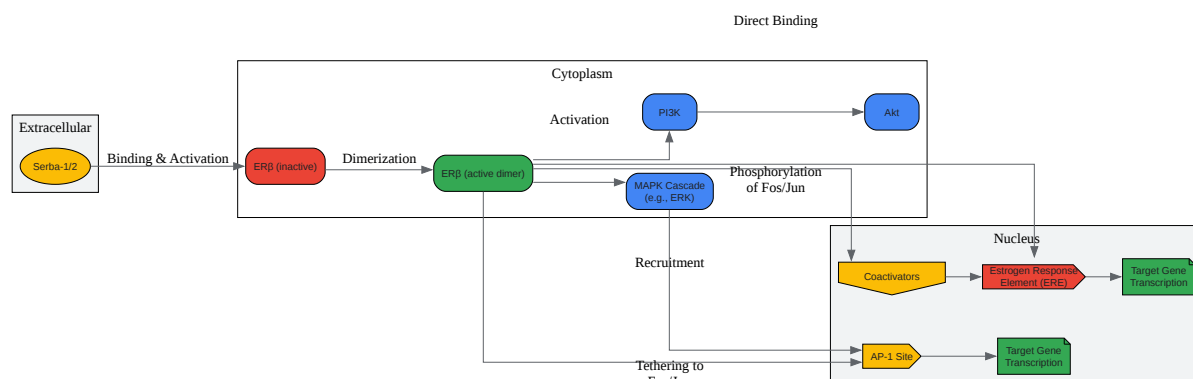 Direct Binding
Cytoplasm
Extracellular
Serba-1/2
Binding & Activation
ERβ (inactive)
Dimerization
ERβ (active dimer)
Activation
PI3K
Akt
MAPK Cascade
(e.g., ERK)
Phosphorylation
of Fos/Jun
Recruitment
Nucleus
Coactivators
Estrogen Response
Element (ERE)
Target Gene
Transcription
AP-1 Site
Target Gene
Transcription
Tethering to